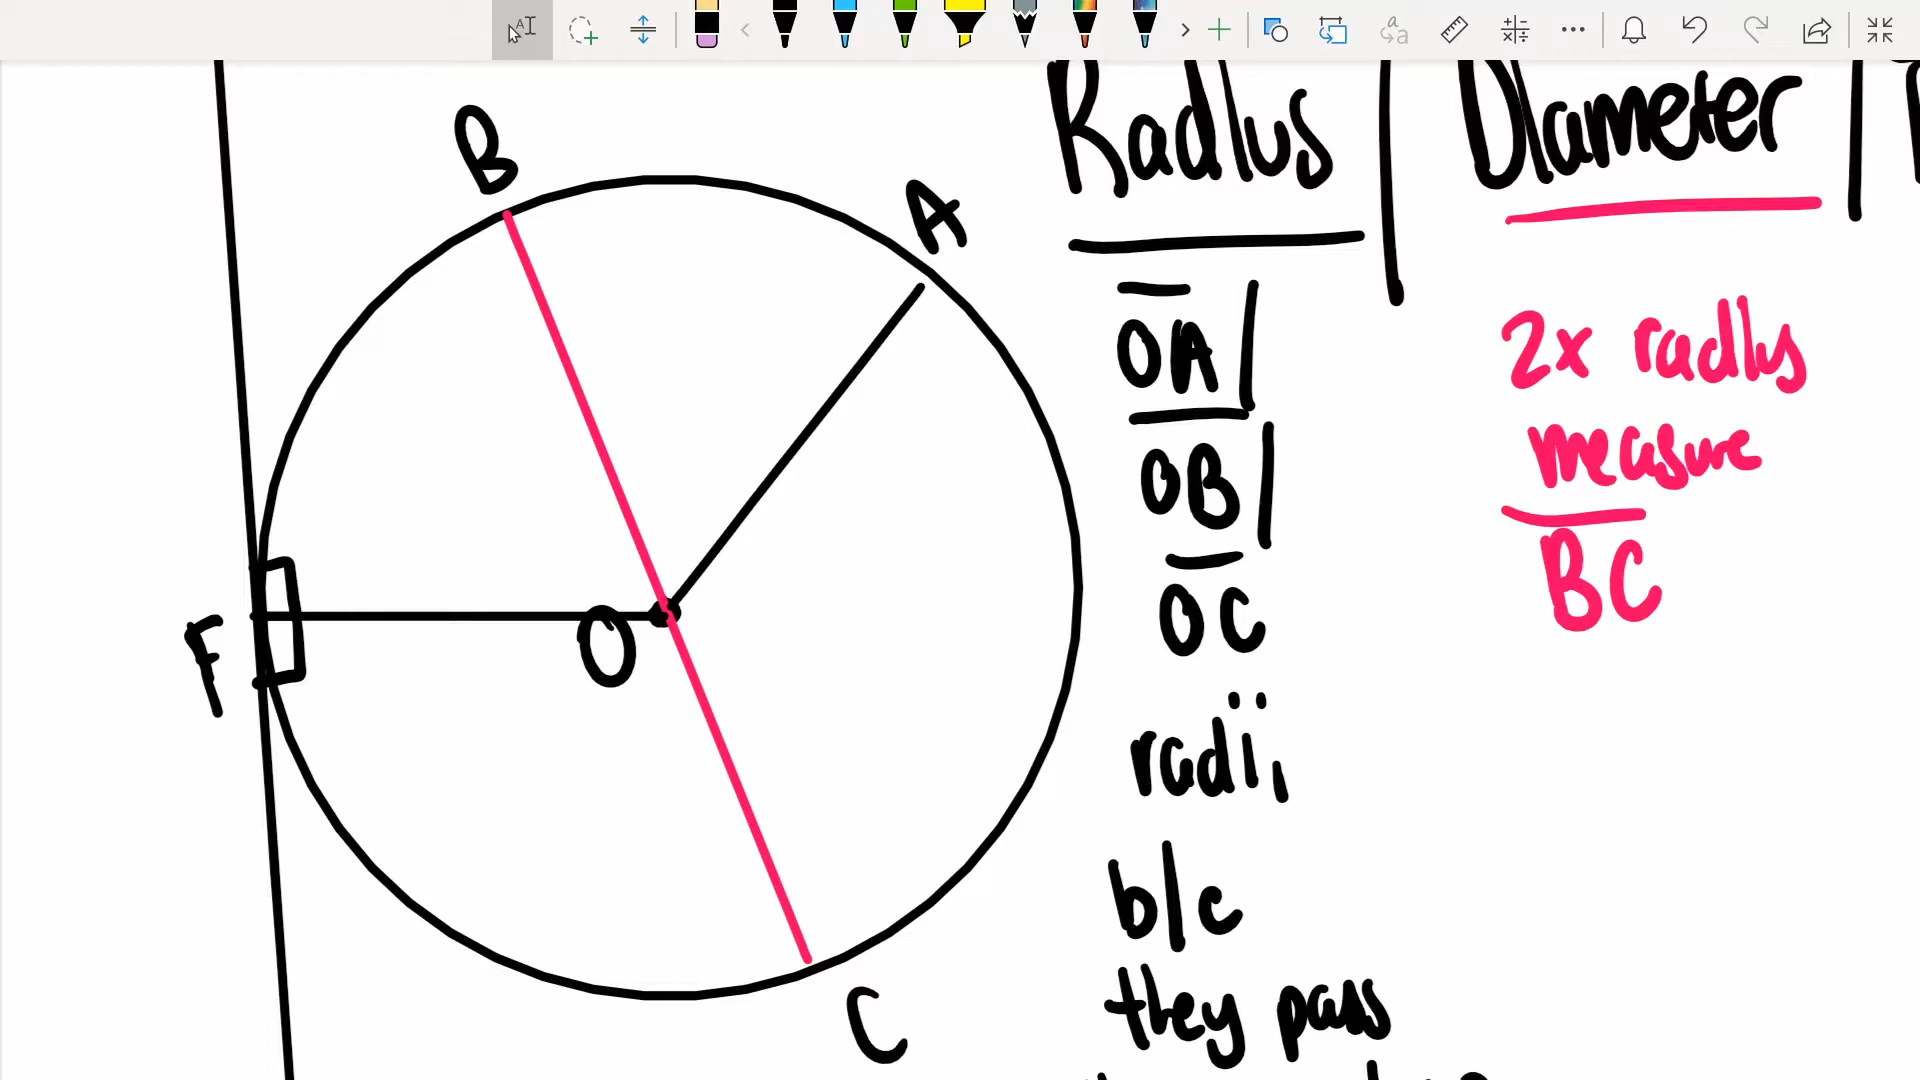 Radius | Diameter |
B
A
OA
2x radius
measure
OB
BC
OC
F
O
radii,
b/c
they pass
C